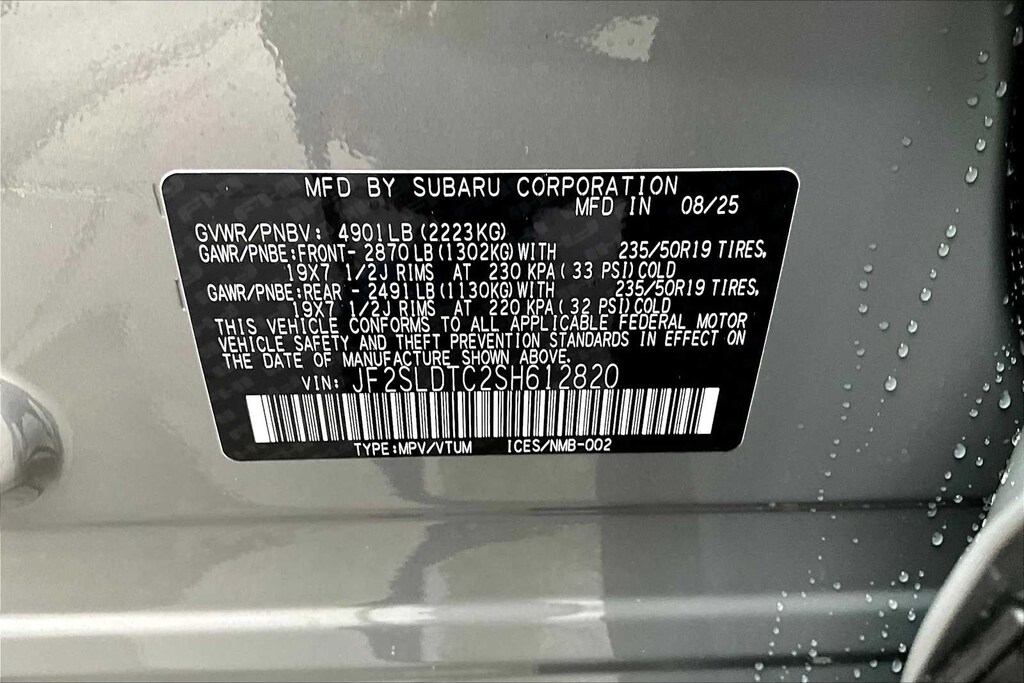 MFD BY SUBARU CORPORATION
MFD IN 08/25
GVWR/PNBV: 4901LB (2223KG)
GAWR/PNBE:FRONT- 2870LB (1302KG) WITH 235/50R19 TIRES,
19X7 1/2J RIMS AT 230 KPA ( 33 PSI) COLD
GAWR/PNBE:REAR - 2491LB (1130KG) WITH 235/50R19 TIRES,
19X7 1/2J RIMS AT 220 KPA ( 32 PSI) COLD
THIS VEHICLE CONFORMS TO ALL APPLICABLE FEDERAL MOTOR
VEHICLE SAFETY AND THEFT PREVENTION STANDARDS IN EFFECT ON
THE DATE OF MANUFACTURE SHOWN ABOVE.
VIN: JF2SLDTC2SH612820
TYPE:MPV/VTUM ICES/NMB-002